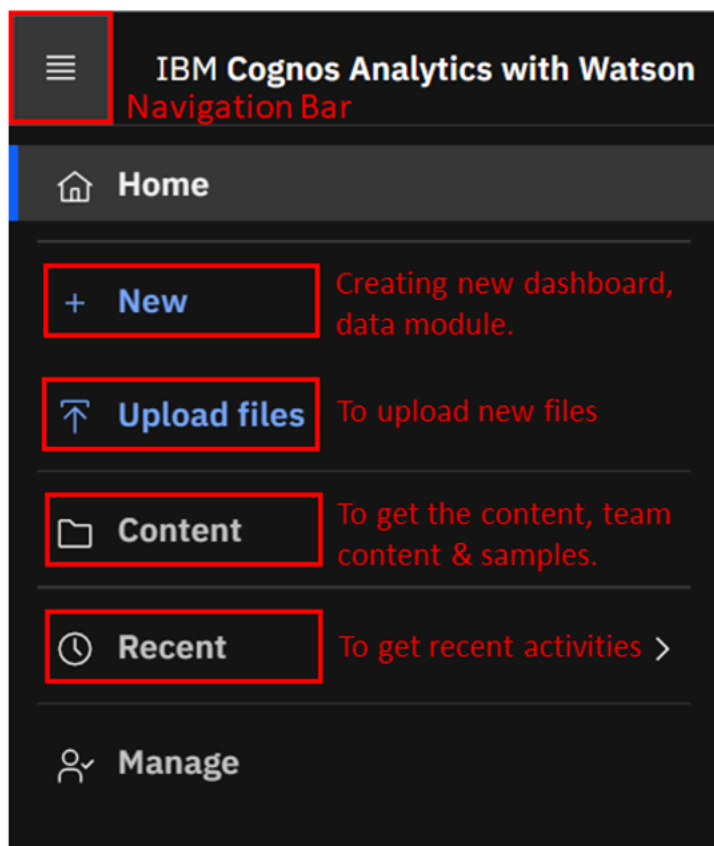 IBM Cognos Analytics with Watson
Navigation Bar
Home
New
Creating new dashboard,
data module.
Upload files
To upload new files
Content
To get the content, team
content & samples.
Recent
To get recent activities
Manage